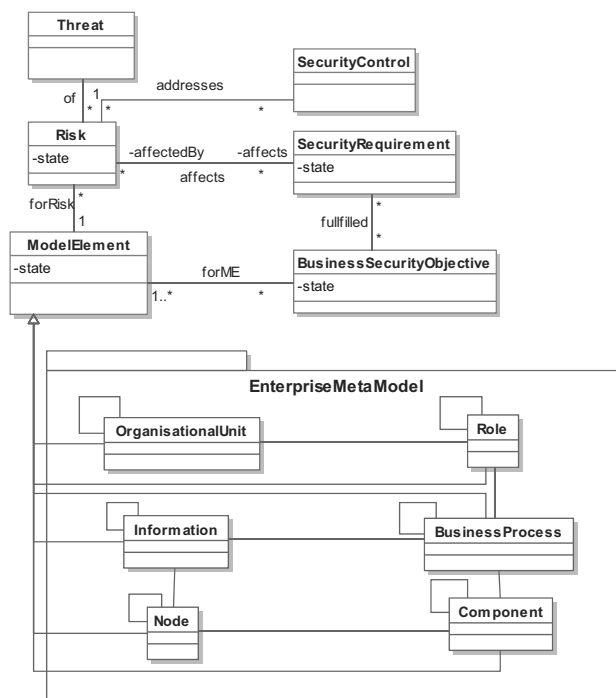 Threat
SecurityControl
of
1
*
*
addresses
*
Risk
-state
-affectedBy
-affects
*
affects
*
SecurityRequirement
-state
forRisk
*
1
fullfilled
*
*
ModelElement
-state
forME
1..*
*
BusinessSecurityObjective
-state
EnterpriseMetaModel
OrganisationalUnit
Role
Information
BusinessProcess
Node
Component